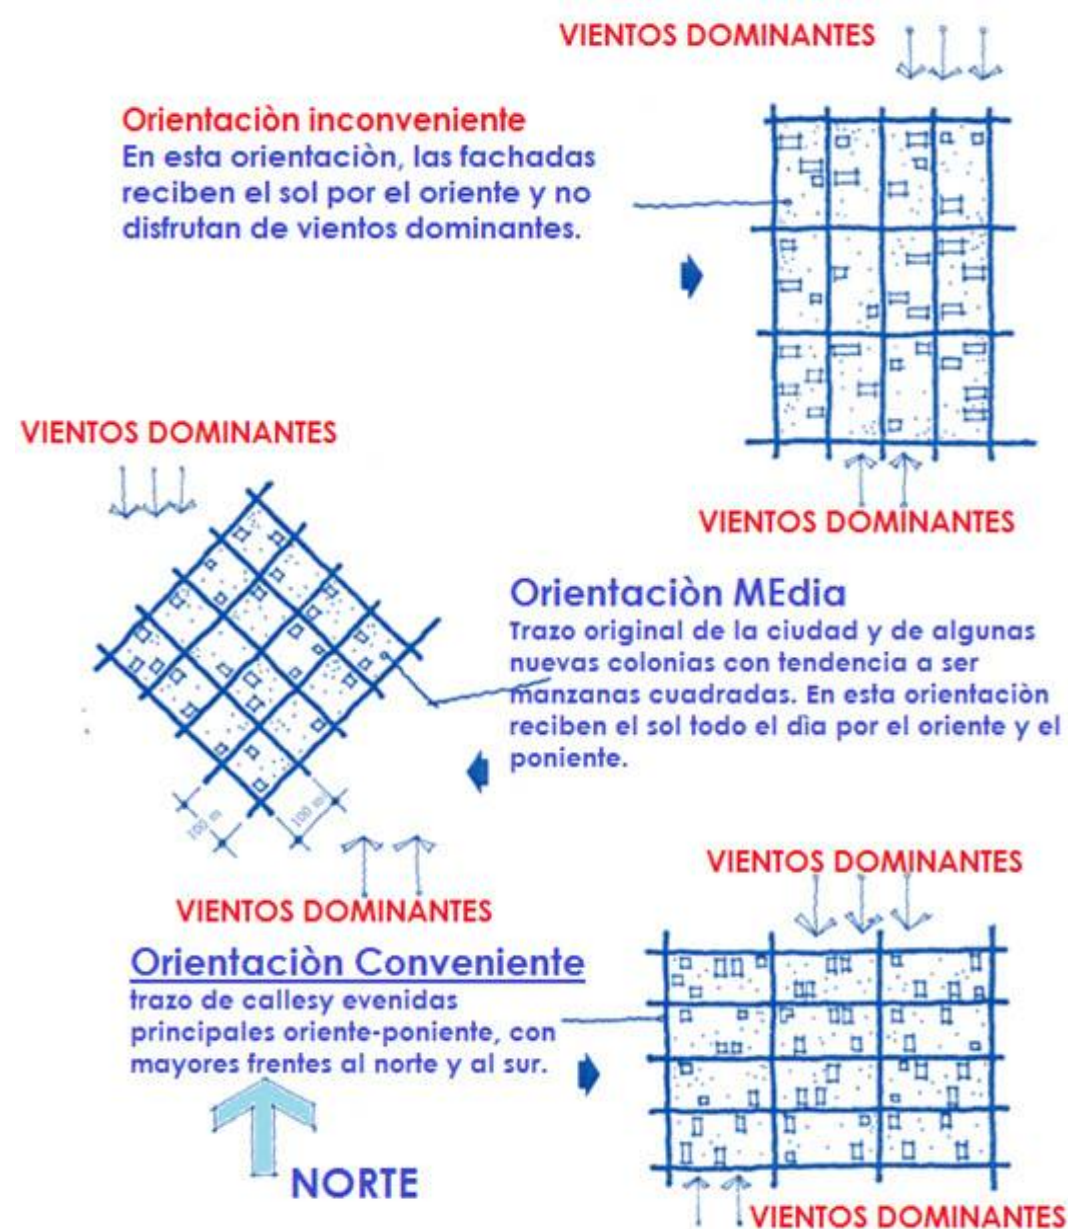 VIENTOS DOMINANTES
Orientaciòn inconveniente
En esta orientaciòn, las fachadas
reciben el sol por el oriente y no
disfrutan de vientos dominantes.
VIENTOS DOMINANTES
VIENTOS DOMINANTES
Orientaciòn MEdia
Trazo original de la ciudad y de algunas
nuevas colonias con tendencia a ser
manzanas cuadradas. En esta orientaciòn
reciben el sol todo el dìa por el oriente y el
poniente.
100 m
100 m
VIENTOS DOMINANTES
VIENTOS DOMINANTES
Orientaciòn Conveniente
trazo de callesy evenidas
principales oriente-poniente, con
mayores frentes al norte y al sur.
NORTE
VIENTOS DOMINANTES